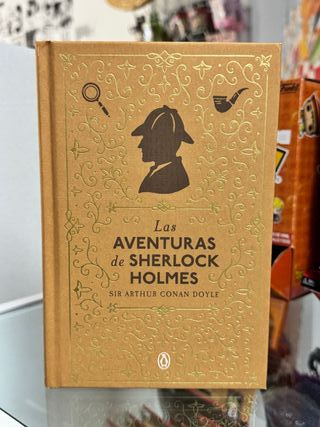 Las
AVENTURAS
de SHERLOCK
HOLMES
SIR ARTHUR CONAN DOYLE